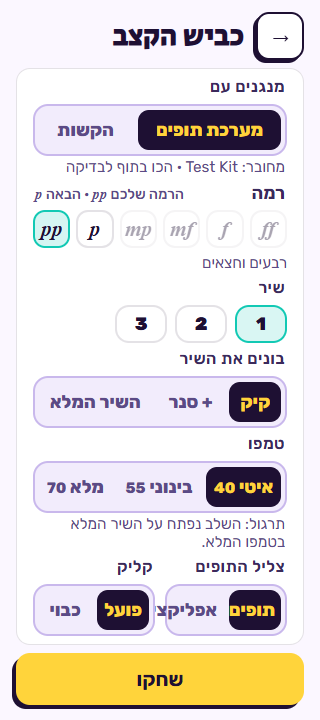 כביש הקצב
→
מנגנים עם
מערכת תופים
הקשות
מחובר: Test Kit • הכו בתוף לבדיקה
רמה
הרמה שלכם pp • הבאה p
pp p mp mf f ff
רבעים וחצאים
שיר
1 2 3
בונים את השיר
קיק
+ סנר
השיר המלא
טמפו
איטי 40
בינוני 55
מלא 70
תרגול: השלב נפתח על השיר המלא
בטמפו המלא.
צליל התופים
קליק
תופים
פועל
כבוי
שחקו